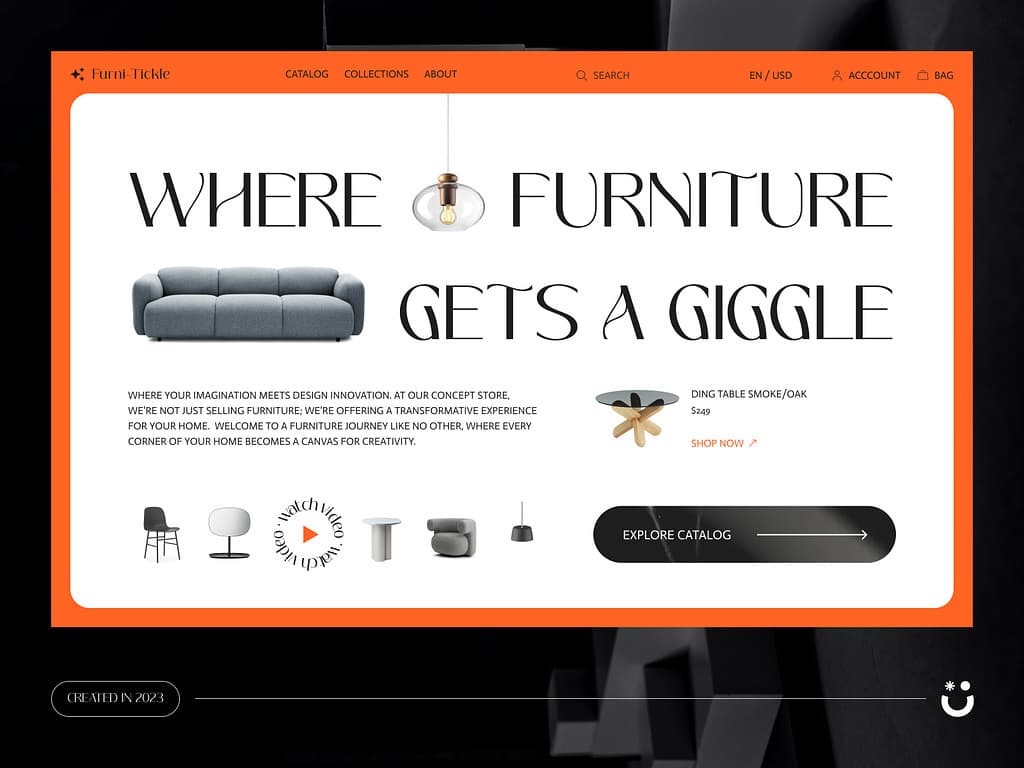 Furni-Tickle
CATALOG COLLECTIONS ABOUT
SEARCH
EN / USD
ACCCOUNT
BAG
WHERE FURNITURE
GETS A GIGGLE
WHERE YOUR IMAGINATION MEETS DESIGN INNOVATION. AT OUR CONCEPT STORE,
WE'RE NOT JUST SELLING FURNITURE; WE'RE OFFERING A TRANSFORMATIVE EXPERIENCE
FOR YOUR HOME. WELCOME TO A FURNITURE JOURNEY LIKE NO OTHER, WHERE EVERY
CORNER OF YOUR HOME BECOMES A CANVAS FOR CREATIVITY.
DING TABLE SMOKE/OAK
$249
SHOP NOW ↗
watch video · watch video ·
EXPLORE CATALOG
CREATED IN 2023